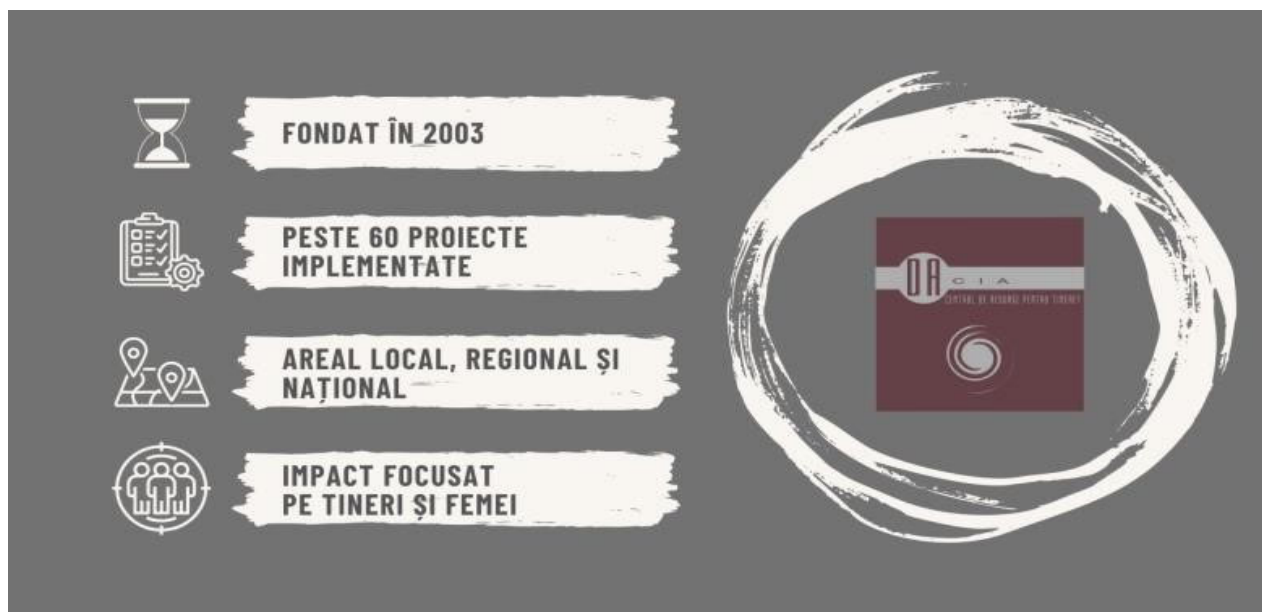 FONDAT ÎN 2003
PESTE 60 PROIECTE
IMPLEMENTATE
AREAL LOCAL, REGIONAL ȘI
NAȚIONAL
IMPACT FOCUSAT
PE TINERI ȘI FEMEI
DACIA
CENTRUL DE RESURSE PENTRU TINERET